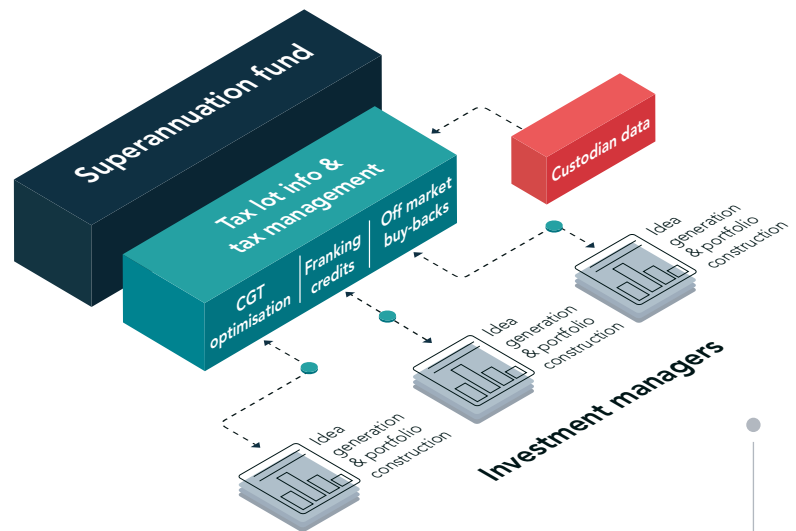 Superannuation fund
Tax lot info &
tax management
CGT
optimisation
Franking
credits
Off market
buy-backs
Custodian data
Idea
generation
& portfolio
construction
Idea
generation
& portfolio
construction
Idea
generation
& portfolio
construction
Investment managers